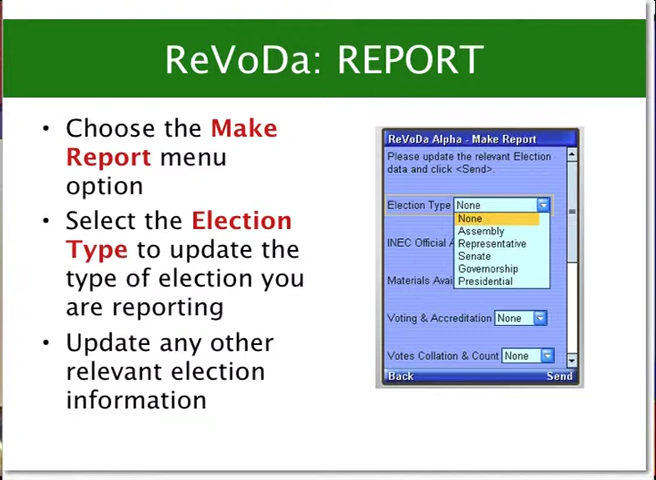 ReVoDa: REPORT
• Choose the Make
Report menu
option
• Select the Election
Type to update the
type of election you
are reporting
• Update any other
relevant election
information
ReVoDa Alpha - Make Report
Please update the relevant Election
data and click <Send>.
Election Type None
None
Assembly
INEC Official A
Representative
Senate
Governorship
Materials Avai
Presidential
Voting & Accreditation None
Votes Collation & Count None
Back Send